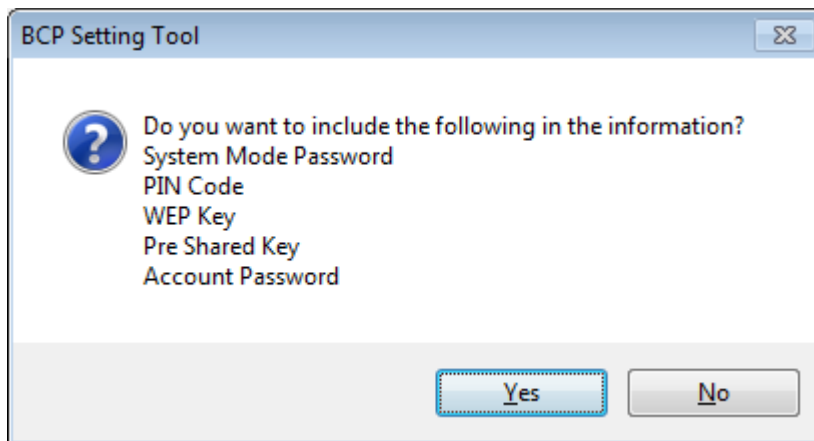 BCP Setting Tool
Do you want to include the following in the information?
System Mode Password
PIN Code
WEP Key
Pre Shared Key
Account Password
Yes
No